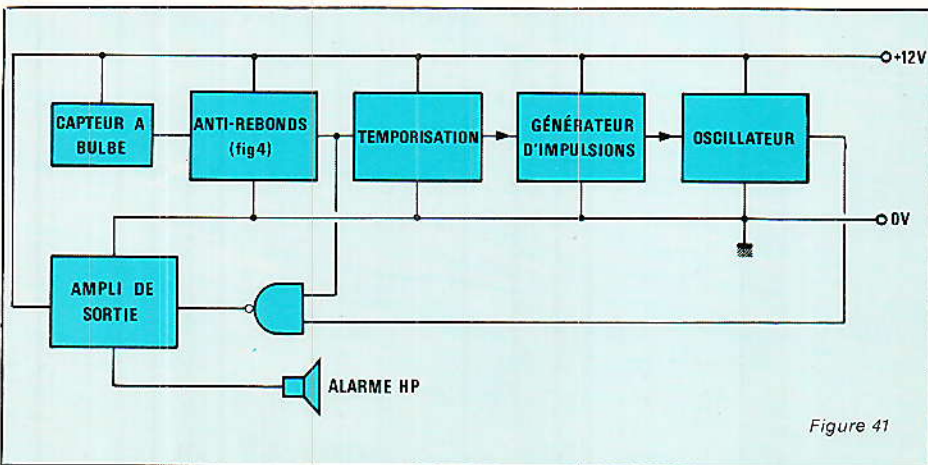 +12V
CAPTEUR A
BULBE
ANTI-REBONDS
(fig4)
TEMPORISATION
GÉNÉRATEUR
D'IMPULSIONS
OSCILLATEUR
0V
AMPLI DE
SORTIE
ALARME HP
Figure 41